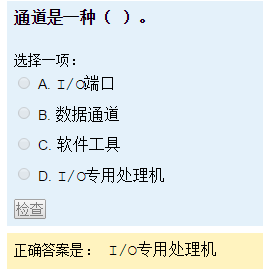 通道是一种（ ）。
选择一项：
A. I/O端口
B. 数据通道
C. 软件工具
D. I/O专用处理机
检查
正确答案是： I/O专用处理机